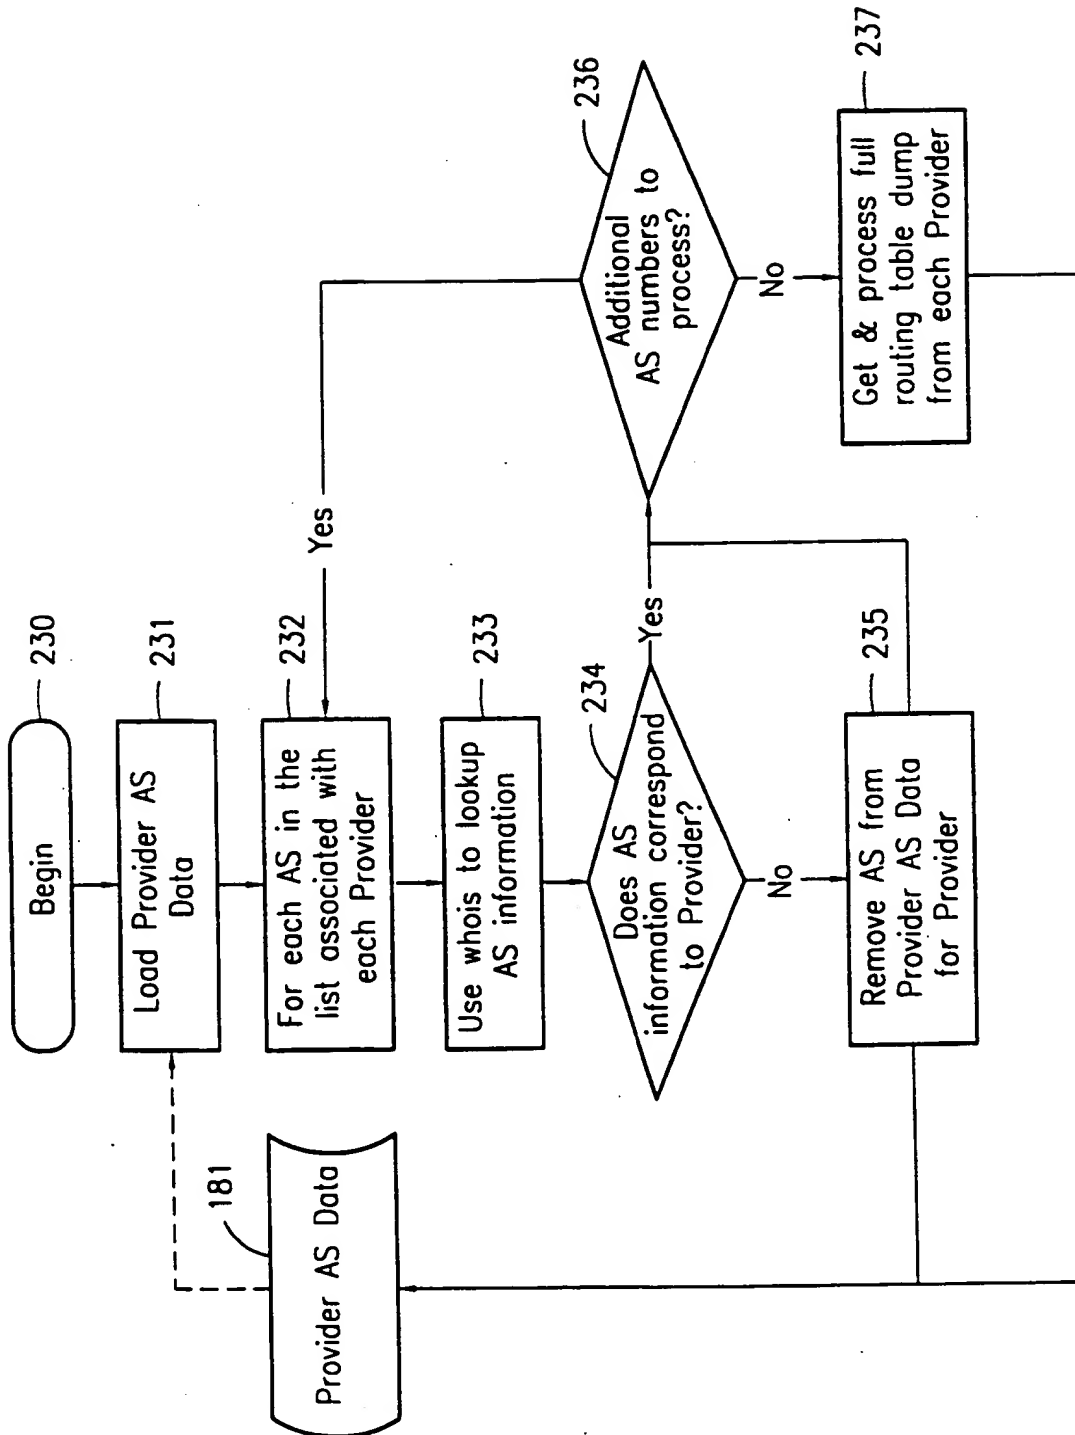 Begin
230
Load Provider AS
Data
231
For each AS in the
list associated with
each Provider
232
Use whois to lookup
AS information
233
Does AS
information correspond
to Provider?
234
Yes
No
Remove AS from
Provider AS Data
for Provider
235
Additional
AS numbers to
process?
236
Yes
No
Get & process full
routing table dump
from each Provider
237
Provider AS Data
181